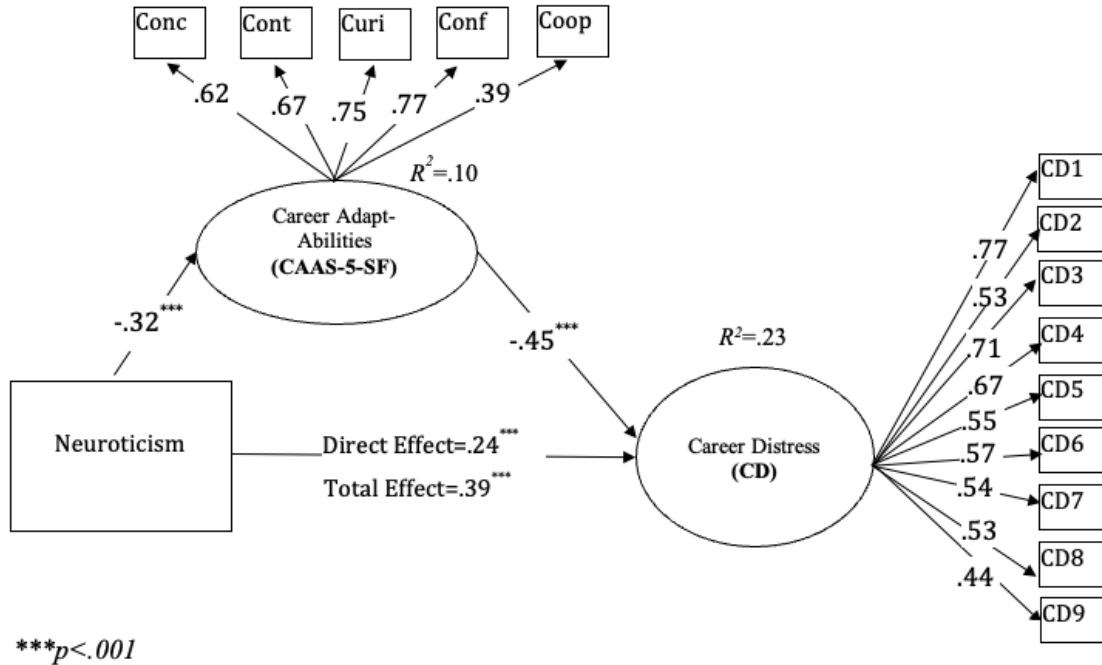 Conc
Cont
Curi
Conf
Coop
.62
.67
.75
.77
.39
R²=.10
Career Adapt-
Abilities
(CAAS-5-SF)
-.32***
-.45***
Neuroticism
Direct Effect=.24***
Total Effect=.39***
R²=.23
Career Distress
(CD)
.77
.53
.71
.67
.55
.57
.54
.53
.44
CD1
CD2
CD3
CD4
CD5
CD6
CD7
CD8
CD9
***p<.001